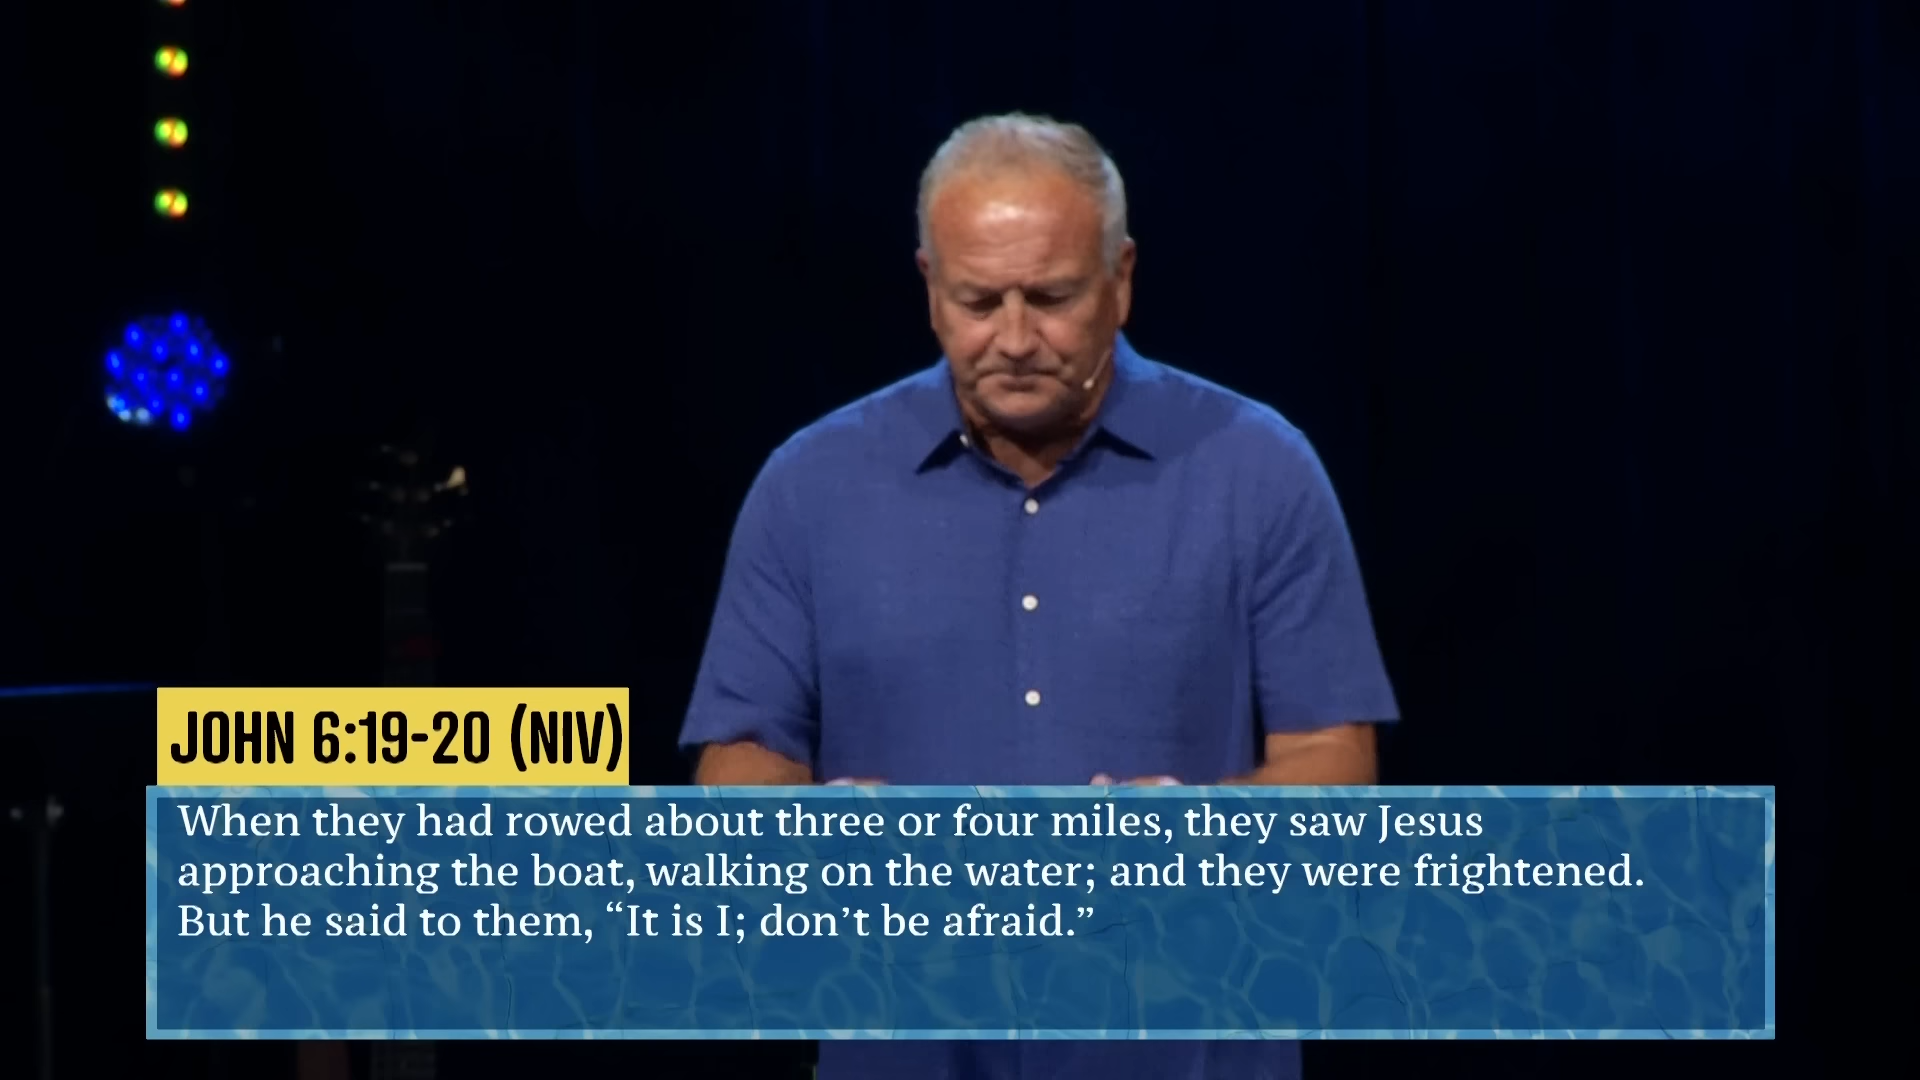 JOHN 6:19-20 (NIV)
When they had rowed about three or four miles, they saw Jesus
approaching the boat, walking on the water; and they were frightened.
But he said to them, “It is I; don’t be afraid.”